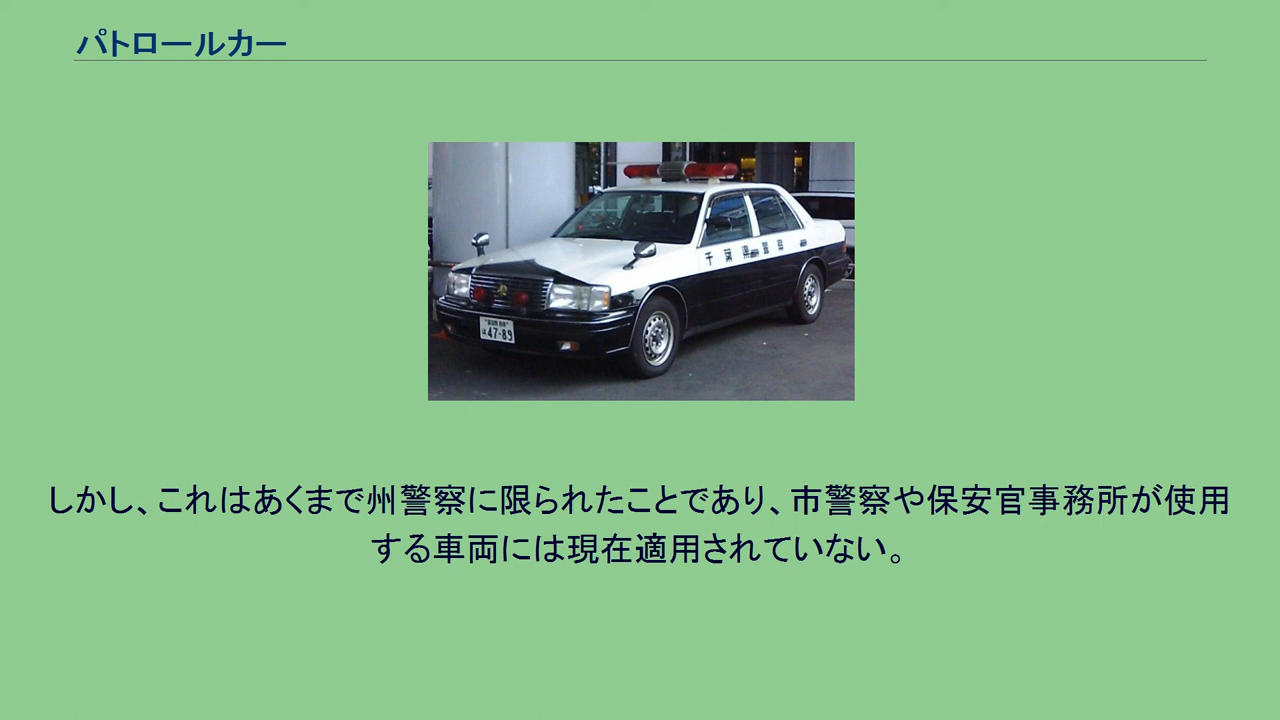 パトロールカー
千葉県警察
47-89
しかし、これはあくまで州警察に限られたことであり、市警察や保安官事務所が使用
する車両には現在適用されていない。